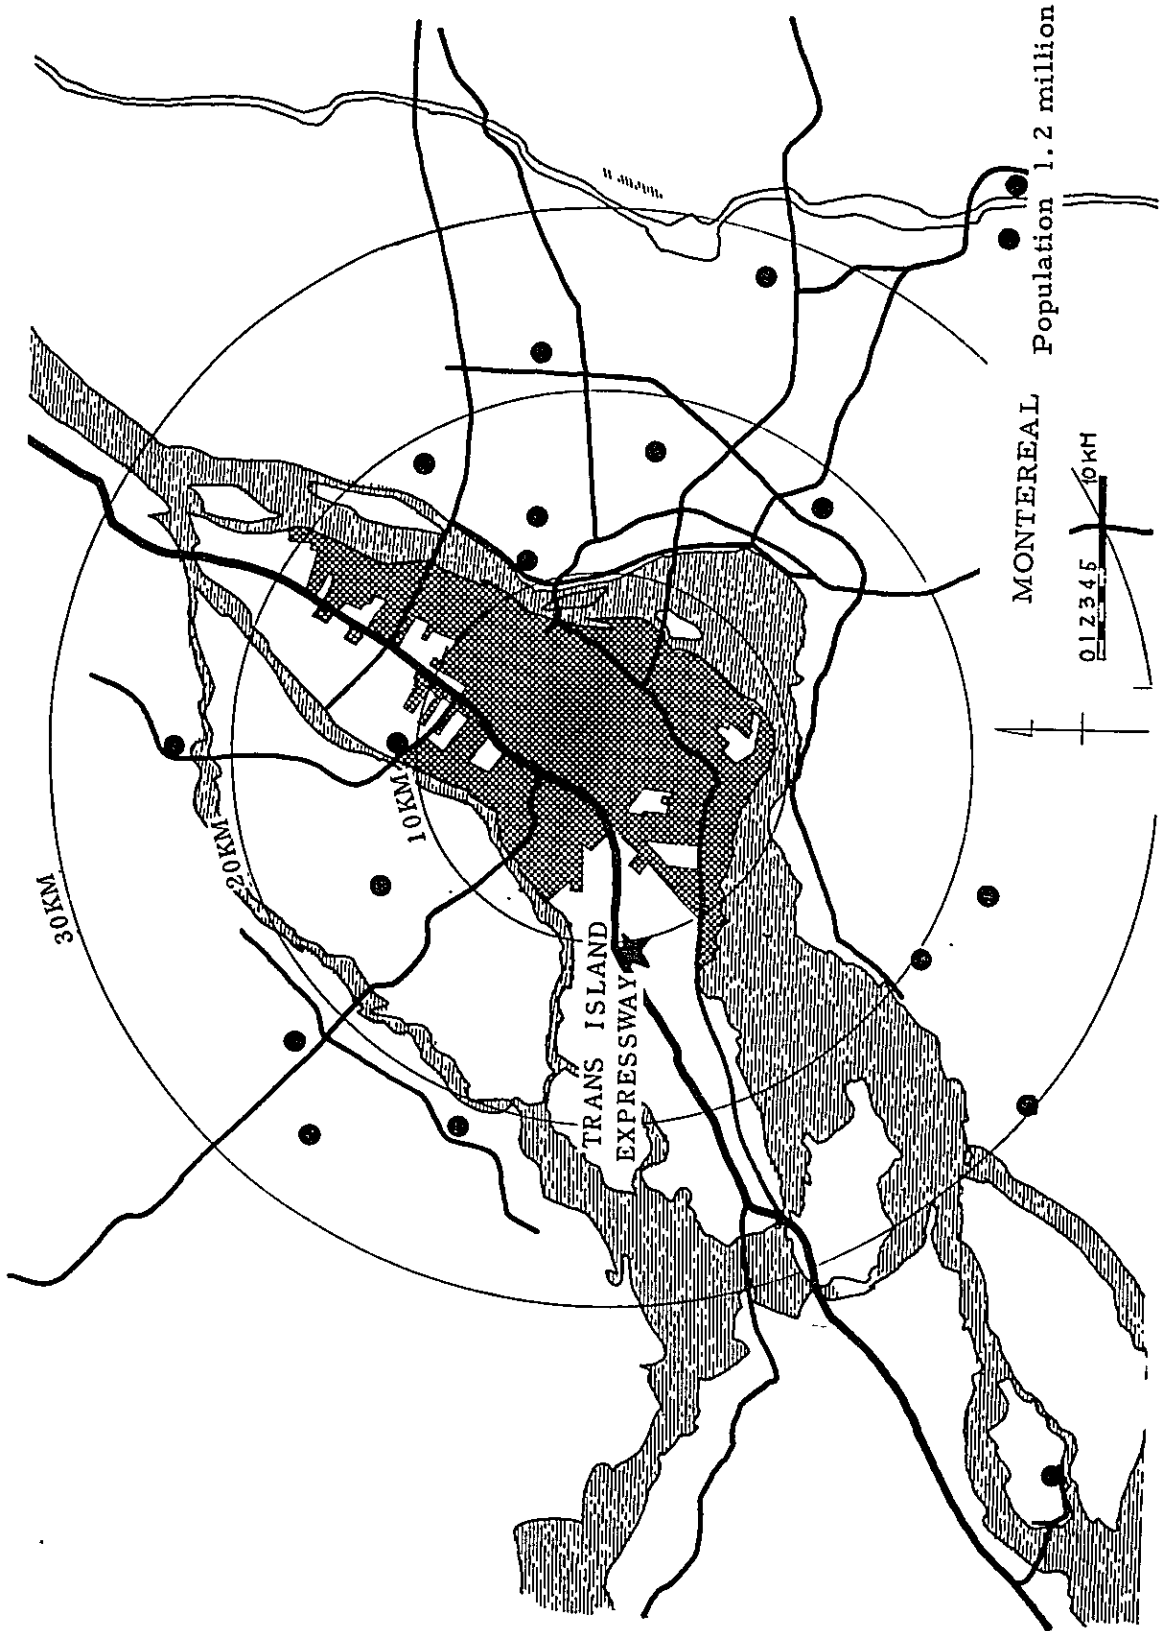 30KM
20KM
10KM
TRANS ISLAND
EXPRESSWAY
MONTEREAL Population 1.2 million
0 1 2 3 4 5 10KM